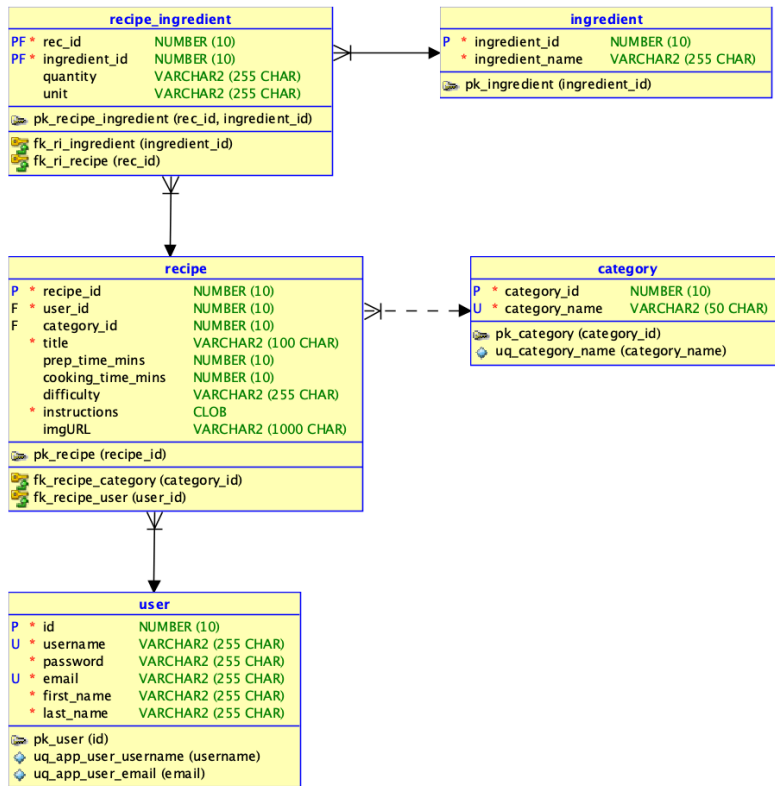 recipe_ingredient
PF * rec_id NUMBER (10)
PF * ingredient_id NUMBER (10)
quantity VARCHAR2 (255 CHAR)
unit VARCHAR2 (255 CHAR)
pk_recipe_ingredient (rec_id, ingredient_id)
fk_ri_ingredient (ingredient_id)
fk_ri_recipe (rec_id)
ingredient
P * ingredient_id NUMBER (10)
* ingredient_name VARCHAR2 (255 CHAR)
pk_ingredient (ingredient_id)
recipe
P * recipe_id NUMBER (10)
F * user_id NUMBER (10)
F category_id NUMBER (10)
* title VARCHAR2 (100 CHAR)
prep_time_mins NUMBER (10)
cooking_time_mins NUMBER (10)
difficulty VARCHAR2 (255 CHAR)
* instructions CLOB
imgURL VARCHAR2 (1000 CHAR)
pk_recipe (recipe_id)
fk_recipe_category (category_id)
fk_recipe_user (user_id)
category
P * category_id NUMBER (10)
U * category_name VARCHAR2 (50 CHAR)
pk_category (category_id)
uq_category_name (category_name)
user
P * id NUMBER (10)
U * username VARCHAR2 (255 CHAR)
* password VARCHAR2 (255 CHAR)
U * email VARCHAR2 (255 CHAR)
* first_name VARCHAR2 (255 CHAR)
* last_name VARCHAR2 (255 CHAR)
pk_user (id)
uq_app_user_username (username)
uq_app_user_email (email)